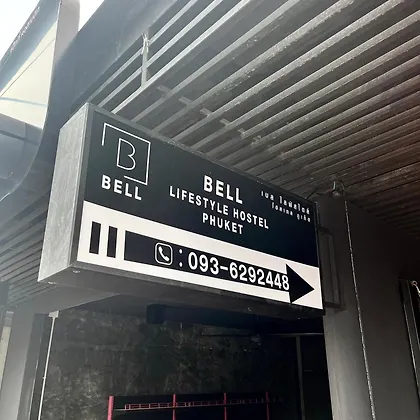 B
BELL
BELL
LIFESTYLE HOSTEL
PHUKET
เบล ไลฟ์สไตล์
โฮสเทล ภูเก็ต
: 093-6292448